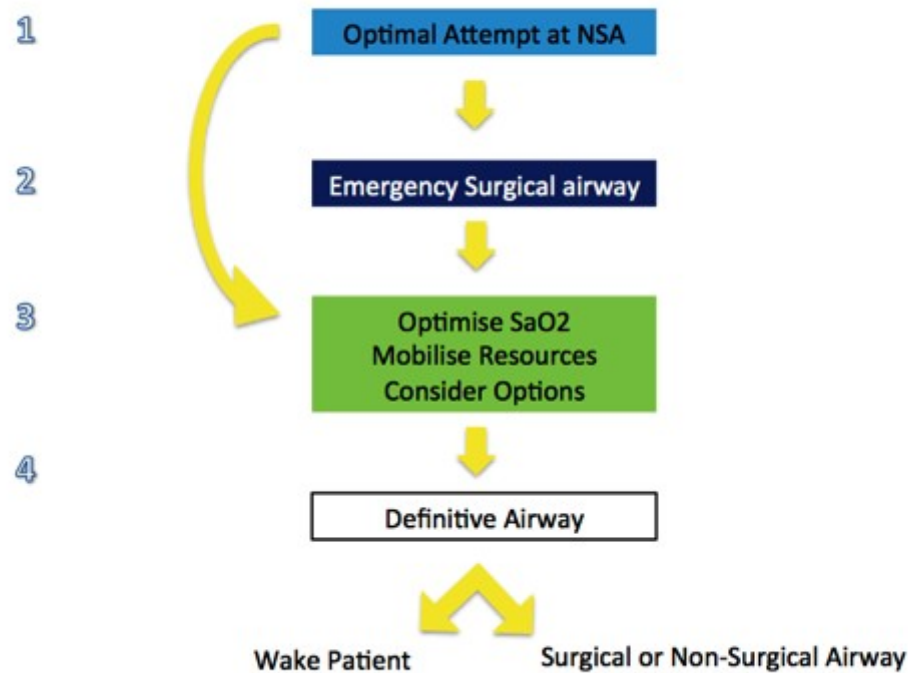 1
Optimal Attempt at NSA
2
Emergency Surgical airway
3
Optimise SaO2
Mobilise Resources
Consider Options
4
Definitive Airway
Wake Patient
Surgical or Non-Surgical Airway